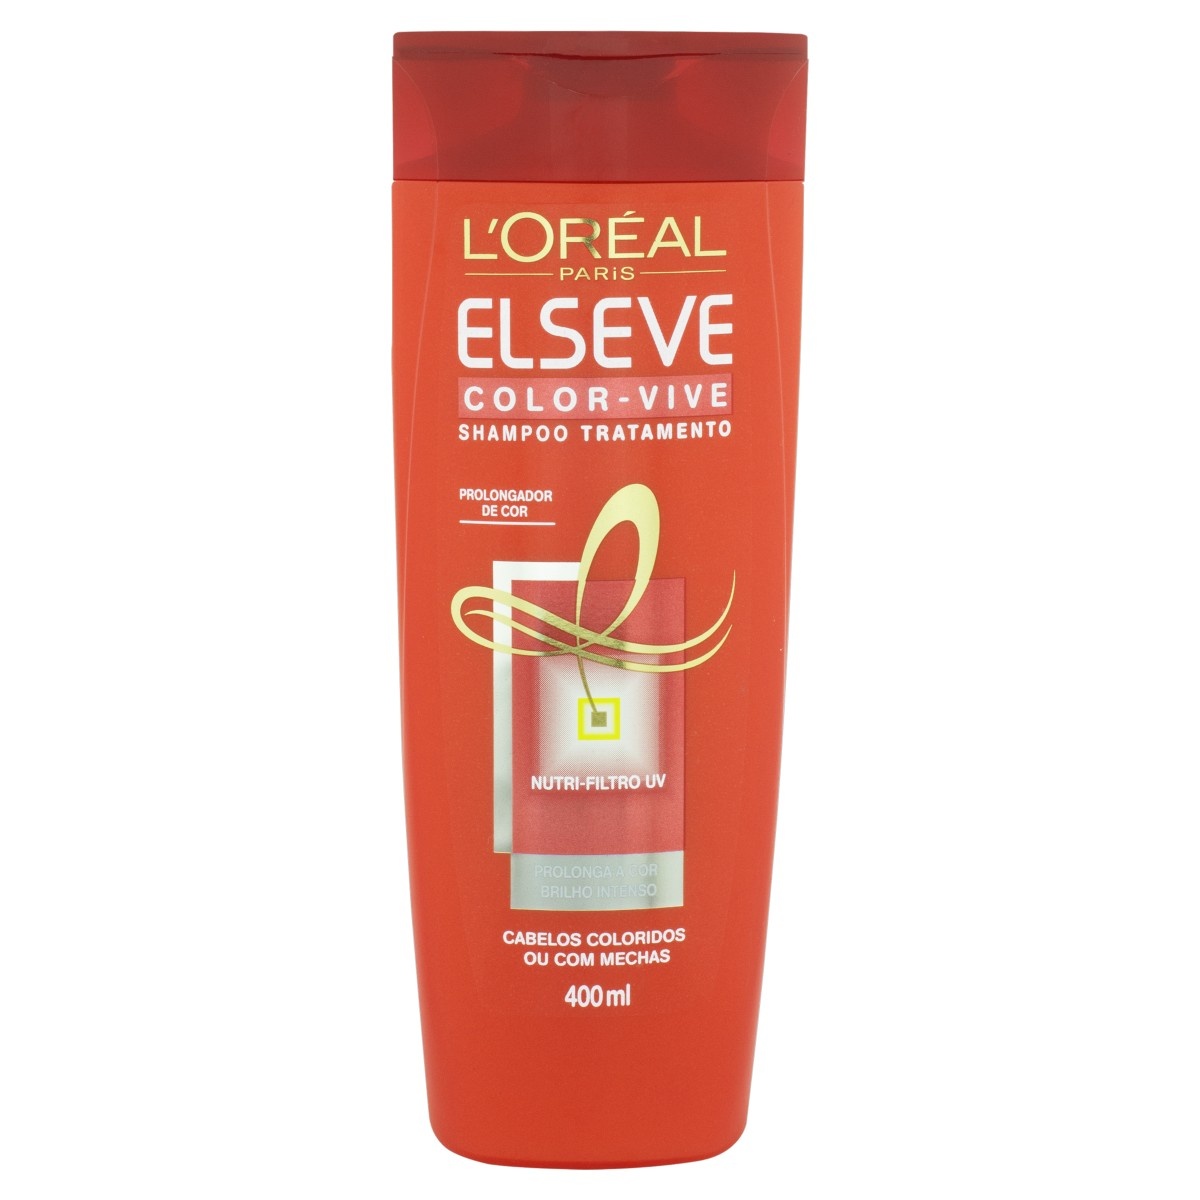 L'ORÉAL
PARiS
ELSEVE
COLOR-VIVE
SHAMPOO TRATAMENTO
PROLONGADOR
DE COR
NUTRI-FILTRO UV
PROLONGA A COR
BRILHO INTENSO
CABELOS COLORIDOS
OU COM MECHAS
400ml